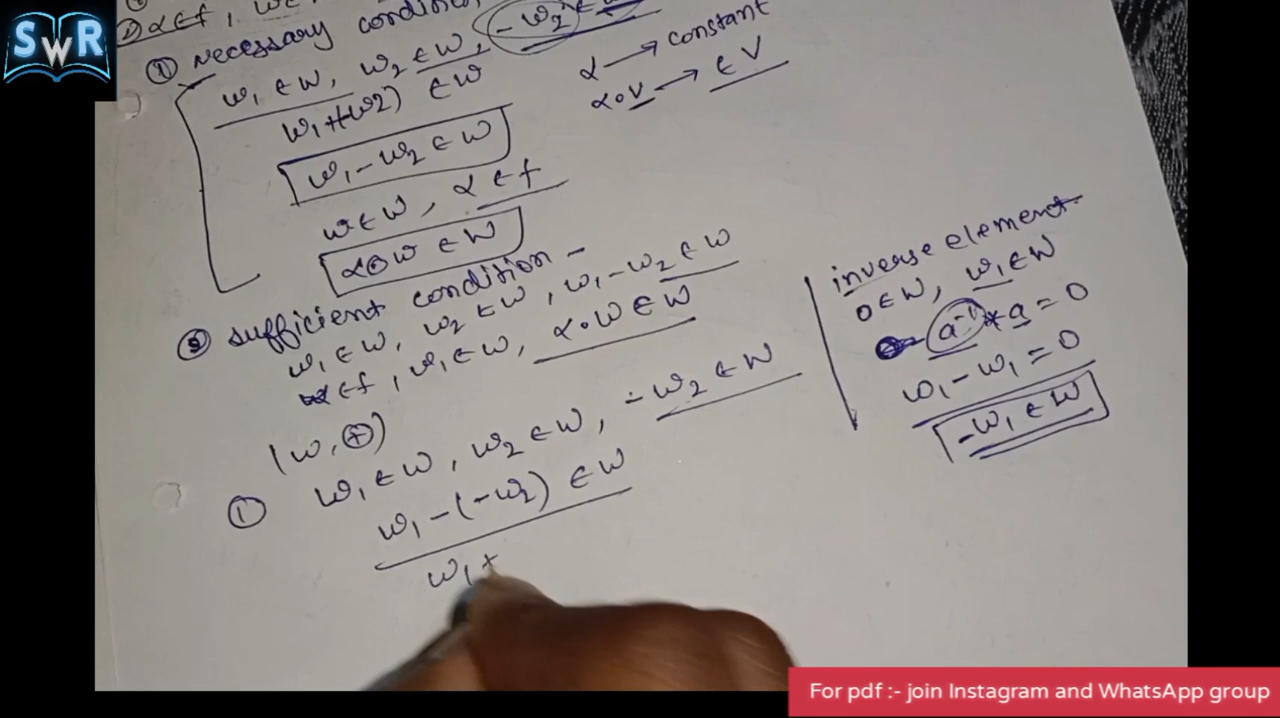 SWR
② α ∈ f ,
① necessary condition
- w₂ ∈
w₁ ∈ W, w₂ ∈ W,
w₁+(-w₂) ∈ W
w₁ - w₂ ∈ W
w ∈ W , α ∈ f
α⊙w ∈ W
α → constant
α∘v → ∈ V
② sufficient condition -
w₁ ∈ W, w₂ ∈ W , w₁-w₂ ∈ W
α ∈ f , w₁ ∈ W, α∘W ∈ W
(W, ⊕)
① w₁ ∈ W , w₂ ∈ W, -w₂ ∈ W
w₁ - (-w₂) ∈ W
w₁ +
inverse element
0 ∈ W, w₁ ∈ W
a⁻¹ * a = 0
w₁ - w₁ = 0
-w₁ ∈ W
For pdf :- join Instagram and WhatsApp group